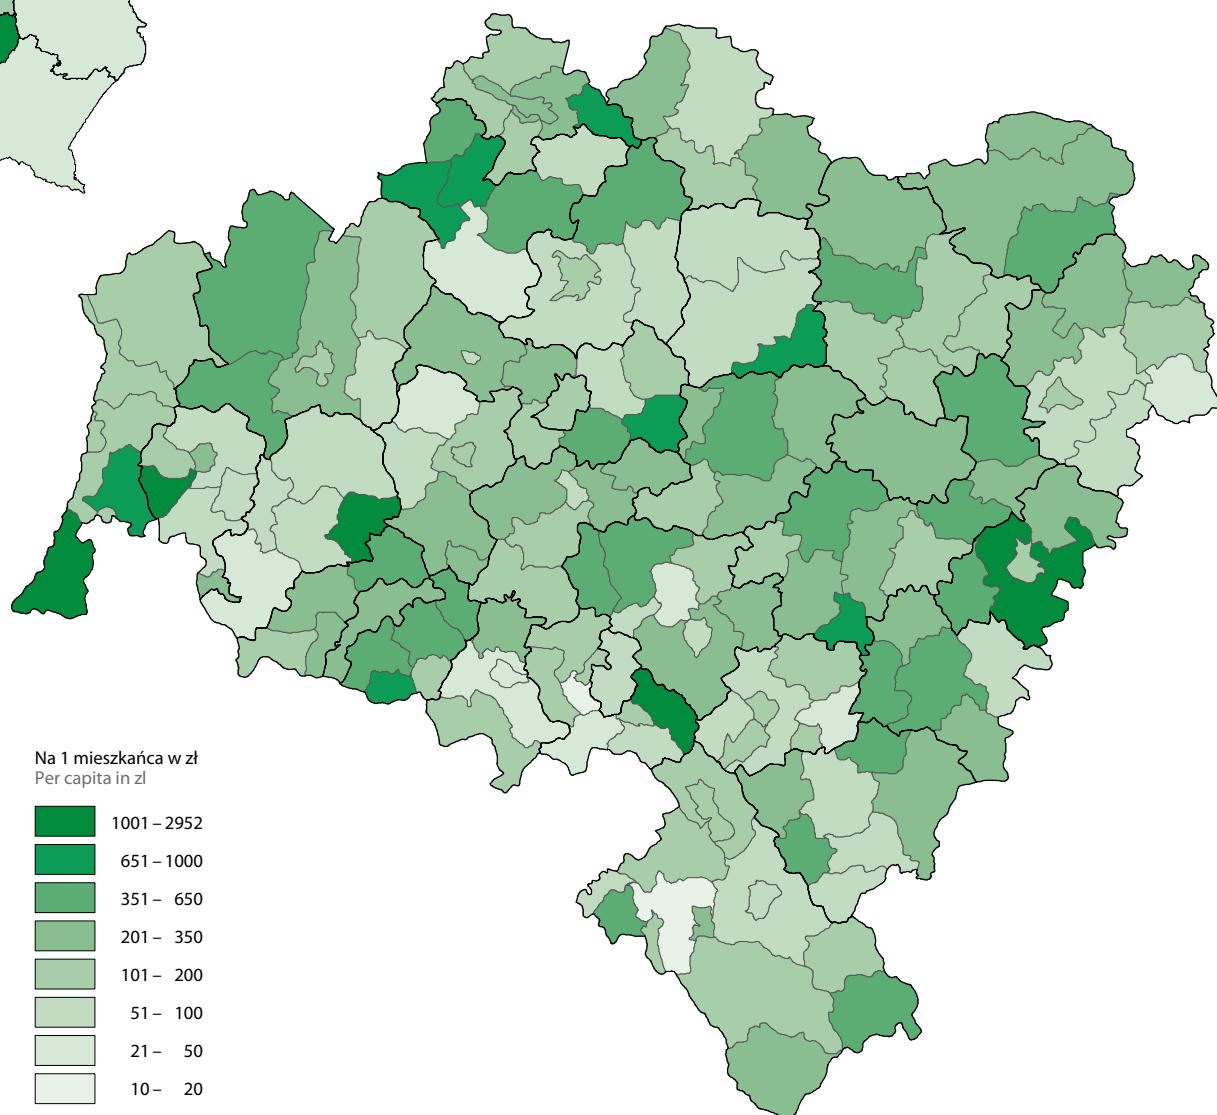 Na 1 mieszkańca w zł
Per capita in zl
1001 – 2952
651 – 1000
351 – 650
201 – 350
101 – 200
51 – 100
21 – 50
10 – 20